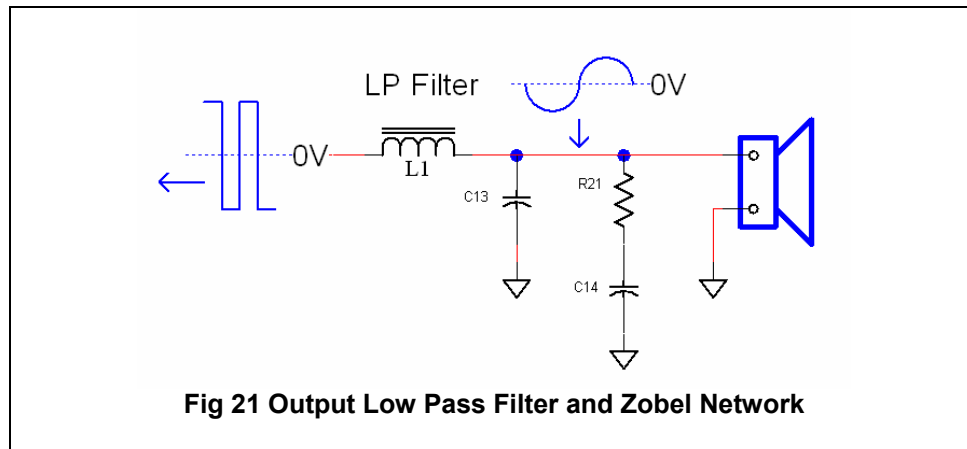 LP Filter
0V
0V
L1
C13
R21
C14
Fig 21 Output Low Pass Filter and Zobel Network